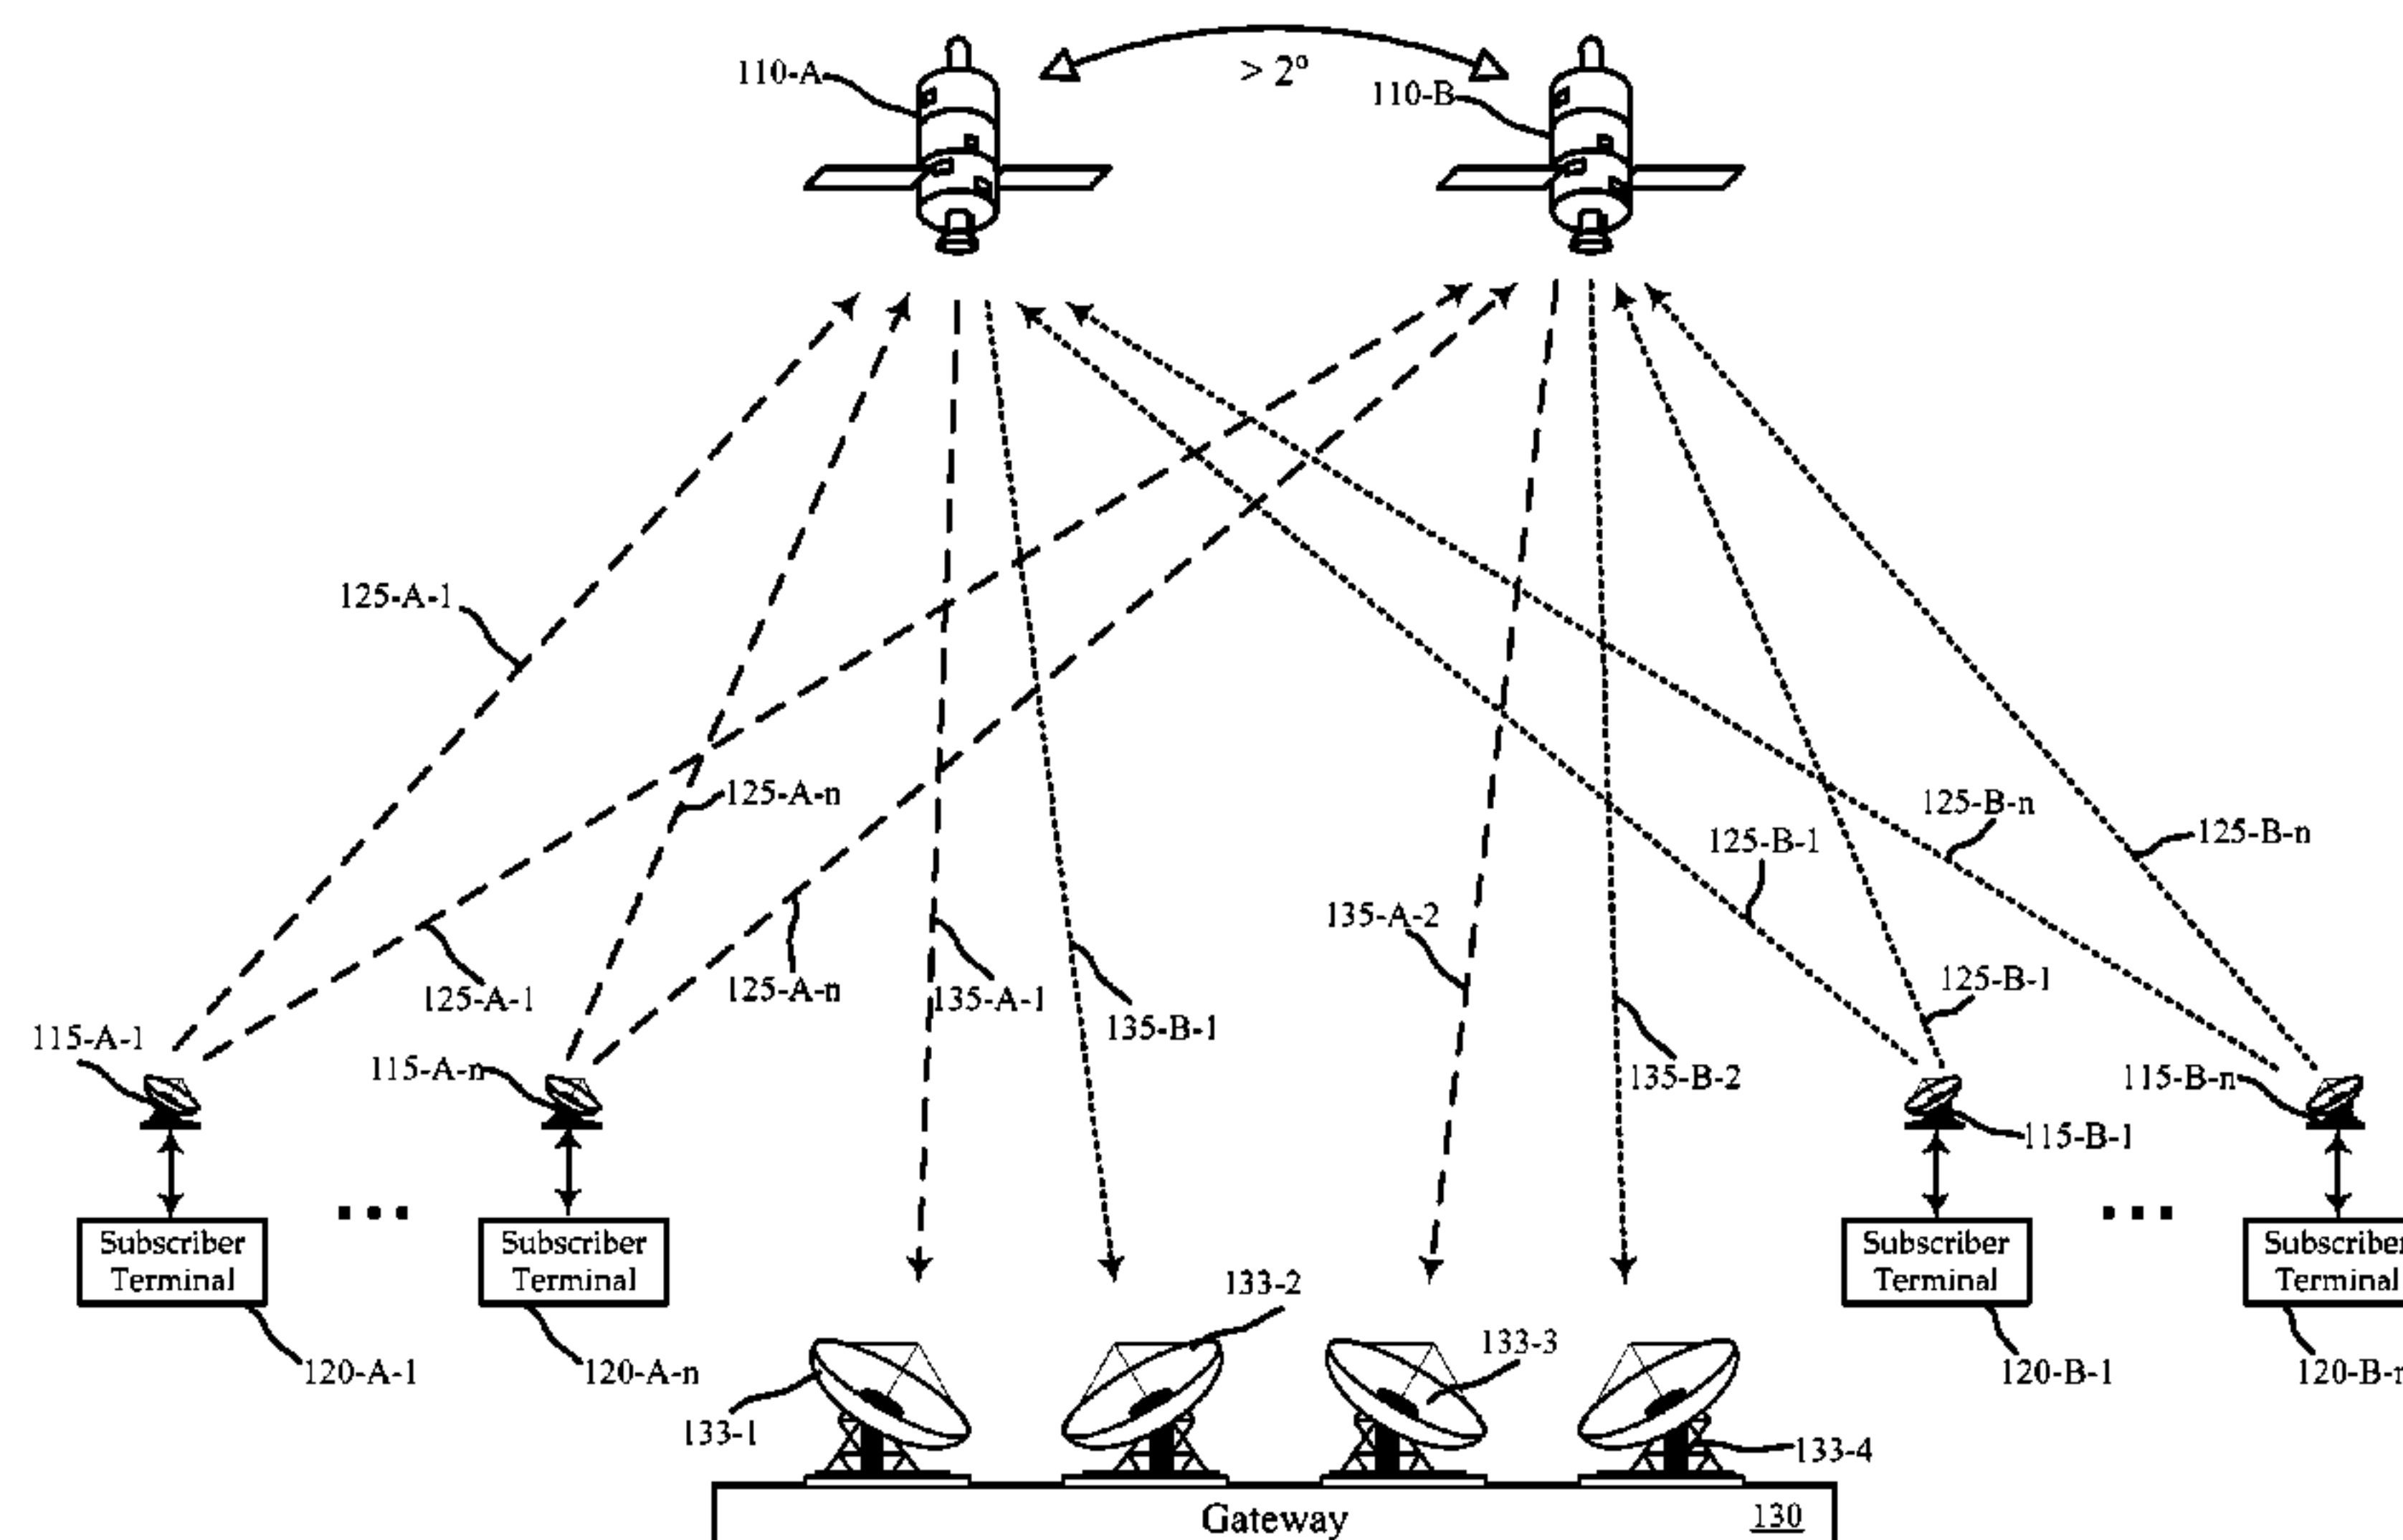 110-A
> 2º
110-B
125-A-1
125-A-n
125-B-n
125-B-1
125-B-n
135-A-2
125-A-1
125-A-n
135-A-1
135-B-1
125-B-1
115-A-1
115-A-n
135-B-2
115-B-n
115-B-1
Subscriber
Terminal
Subscriber
Terminal
Subscriber
Terminal
Subscriber
Terminal
133-2
133-3
120-A-1
120-A-n
120-B-1
120-B-n
133-1
133-4
Gateway 130